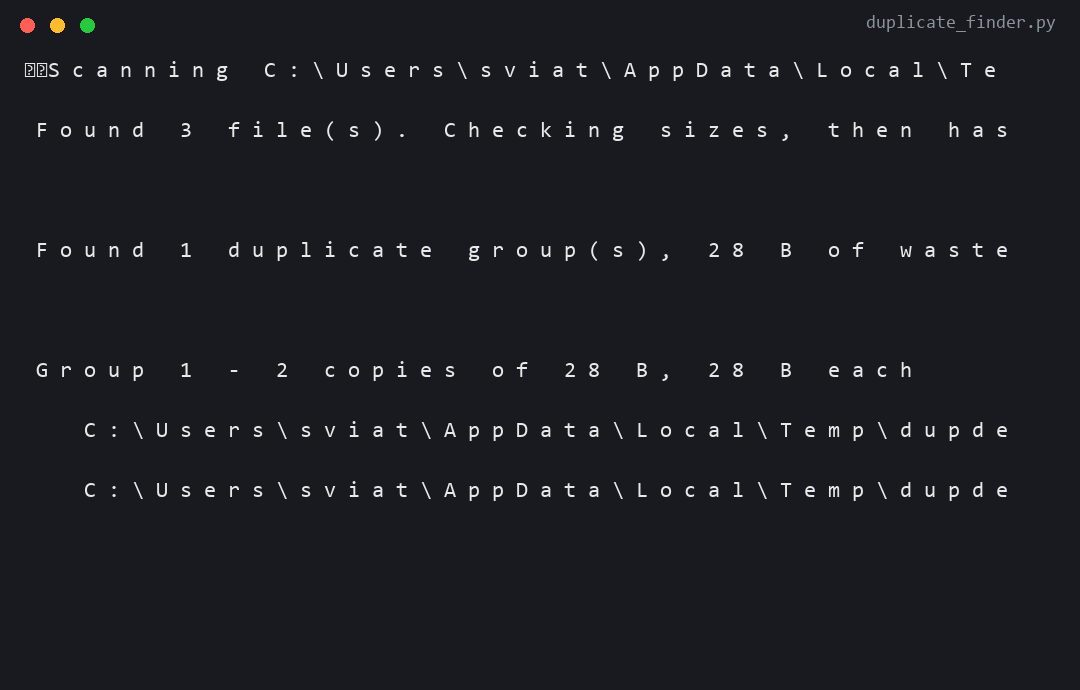 duplicate_finder.py
Scanning C:\Users\sviat\AppData\Local\Te
Found 3 file(s). Checking sizes, then has
Found 1 duplicate group(s), 28 B of waste
Group 1 - 2 copies of 28 B, 28 B each
C:\Users\sviat\AppData\Local\Temp\dupde
C:\Users\sviat\AppData\Local\Temp\dupde